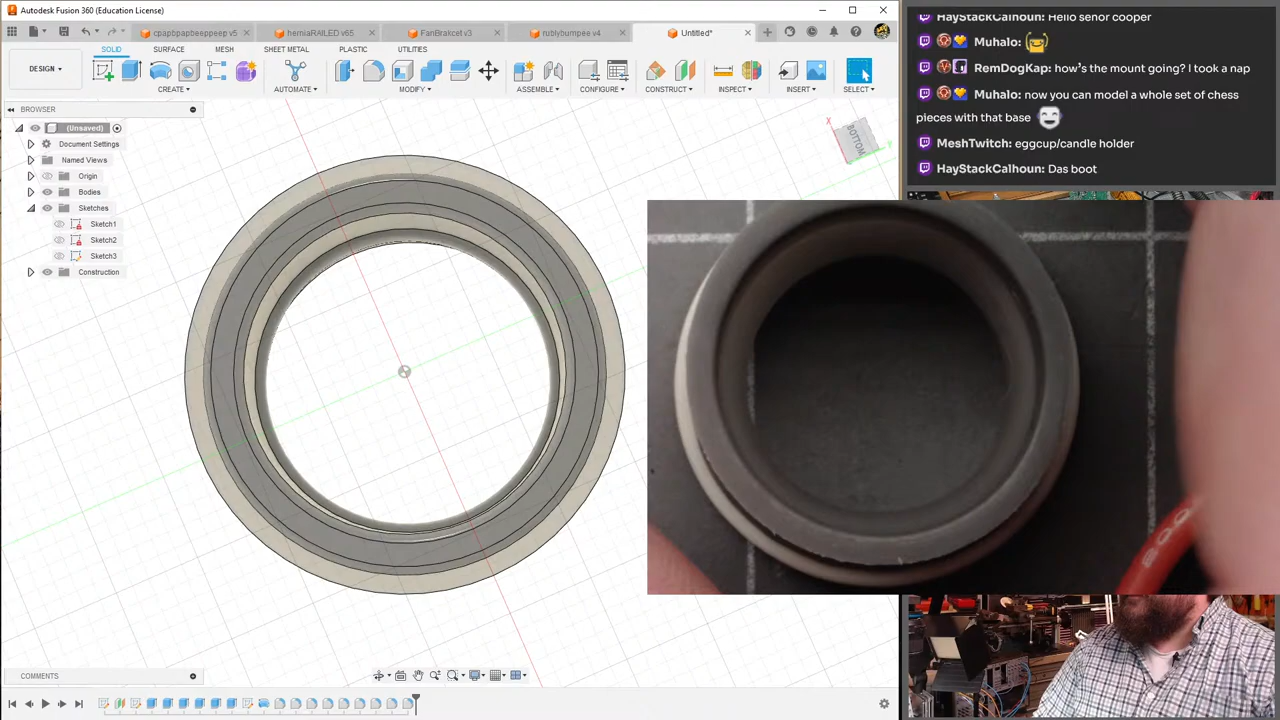 Autodesk Fusion 360 (Education License)
cpapbpapbeeppeep v5
herniaRAILED v65
FanBrakcet v3
rublybumpee v4
Untitled*
SOLID
SURFACE
MESH
SHEET METAL
PLASTIC
UTILITIES
DESIGN
CREATE
AUTOMATE
MODIFY
ASSEMBLE
CONFIGURE
CONSTRUCT
INSPECT
INSERT
SELECT
BROWSER
(Unsaved)
Document Settings
Named Views
Origin
Bodies
Sketches
Sketch1
Sketch2
Sketch3
Construction
X
BOTTOM
COMMENTS
HayStackCalhoun: Hello senor cooper
Muhalo:
RemDogKap: how's the mount going? I took a nap
Muhalo: now you can model a whole set of chess
pieces with that base
MeshTwitch: eggcup/candle holder
HayStackCalhoun: Das boot